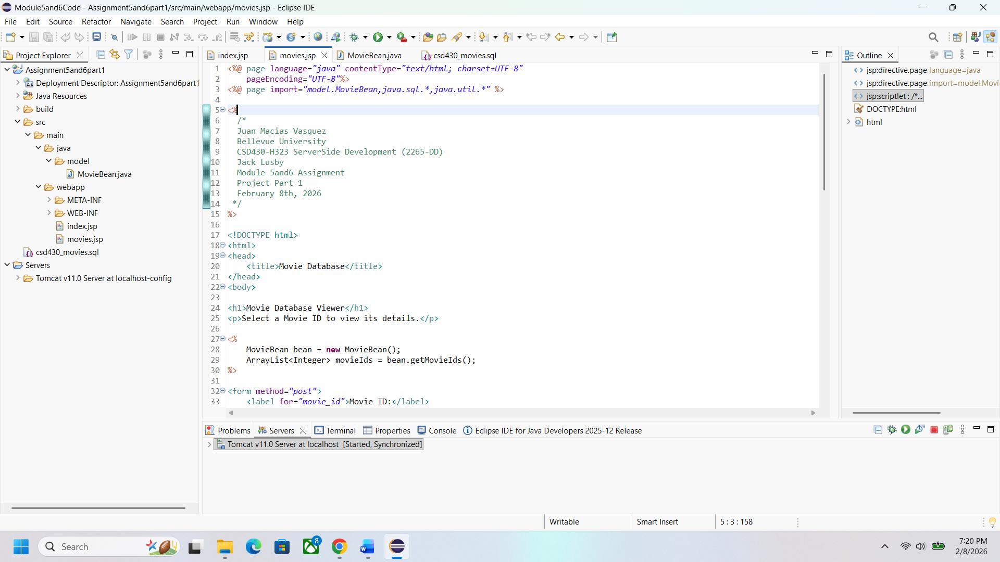 Module5and6Code - Assignment5and6part1/src/main/webapp/movies.jsp - Eclipse IDE
File Edit Source Refactor Navigate Search Project Run Window Help
Project Explorer
Assignment5and6part1
Deployment Descriptor: Assignment5and6part1
Java Resources
build
src
main
java
model
MovieBean.java
webapp
META-INF
WEB-INF
index.jsp
movies.jsp
csd430_movies.sql
Servers
Tomcat v11.0 Server at localhost-config
index.jsp movies.jsp MovieBean.java csd430_movies.sql
1 <%@ page language="java" contentType="text/html; charset=UTF-8"
2 pageEncoding="UTF-8"%>
3 <%@ page import="model.MovieBean,java.sql.*,java.util.*" %>
4
5 <%
6 /*
7 Juan Macias Vasquez
8 Bellevue University
9 CSD430-H323 ServerSide Development (2265-DD)
10 Jack Lusby
11 Module 5and6 Assignment
12 Project Part 1
13 February 8th, 2026
14 */
15 %>
16
17 <!DOCTYPE html>
18 <html>
19 <head>
20 <title>Movie Database</title>
21 </head>
22 <body>
23
24 <h1>Movie Database Viewer</h1>
25 <p>Select a Movie ID to view its details.</p>
26
27 <%
28 MovieBean bean = new MovieBean();
29 ArrayList<Integer> movieIds = bean.getMovieIds();
30 %>
31
32 <form method="post">
33 <label for="movie_id">Movie ID:</label>
Outline
jsp:directive.page language=java
jsp:directive.page import=model.Movi
jsp:scriptlet : /*...
DOCTYPE:html
html
Problems Servers Terminal Properties Console Eclipse IDE for Java Developers 2025-12 Release
Tomcat v11.0 Server at localhost [Started, Synchronized]
Writable Smart Insert 5 : 3 : 158
Search
8
7:20 PM
2/8/2026